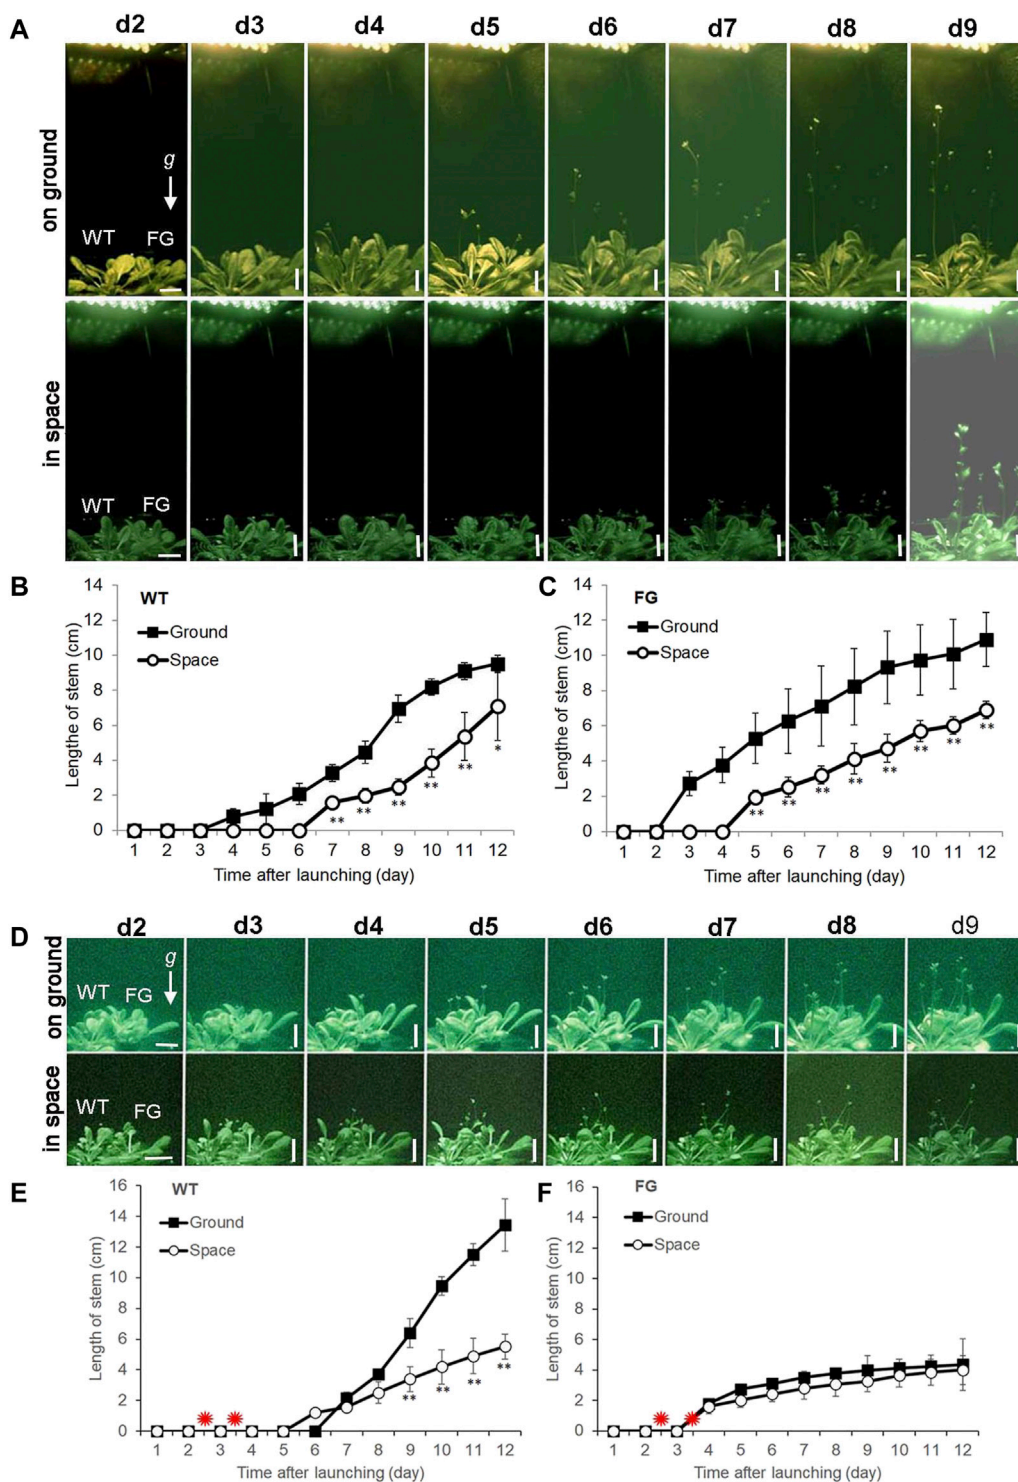 A d2 d3 d4 d5 d6 d7 d8 d9
on ground
g
WT FG
in space
WT FG
B WT
Ground
Space
Lengthe of stem (cm)
14
12
10
8
6
4
2
0
** ** ** ** ** *
1 2 3 4 5 6 7 8 9 10 11 12
Time after launching (day)
C FG
Ground
Space
Lengthe of stem (cm)
14
12
10
8
6
4
2
0
** ** ** ** ** ** ** **
1 2 3 4 5 6 7 8 9 10 11 12
Time after launching (day)
D d2 d3 d4 d5 d6 d7 d8 d9
on ground
g
WT FG
in space
WT FG
E WT
Ground
Space
Length of stem (cm)
16
14
12
10
8
6
4
2
0
** ** ** **
1 2 3 4 5 6 7 8 9 10 11 12
Time after launching (day)
F FG
Ground
Space
Length of stem (cm)
16
14
12
10
8
6
4
2
0
1 2 3 4 5 6 7 8 9 10 11 12
Time after launching (day)